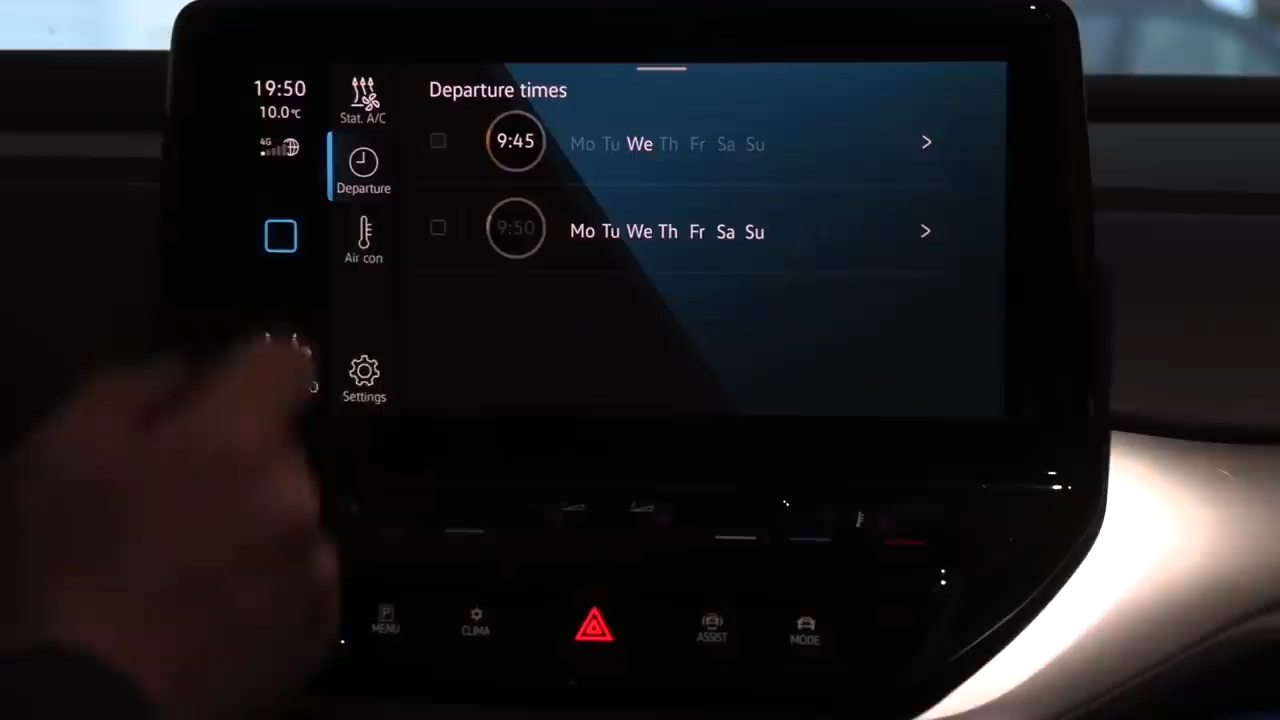 19:50
10.0°C
4G
Stat. A/C
Departure
Air con
Settings
Departure times
9:45 Mo Tu We Th Fr Sa Su
9:50 Mo Tu We Th Fr Sa Su
P
MENU
CLIMA
ASSIST
MODE